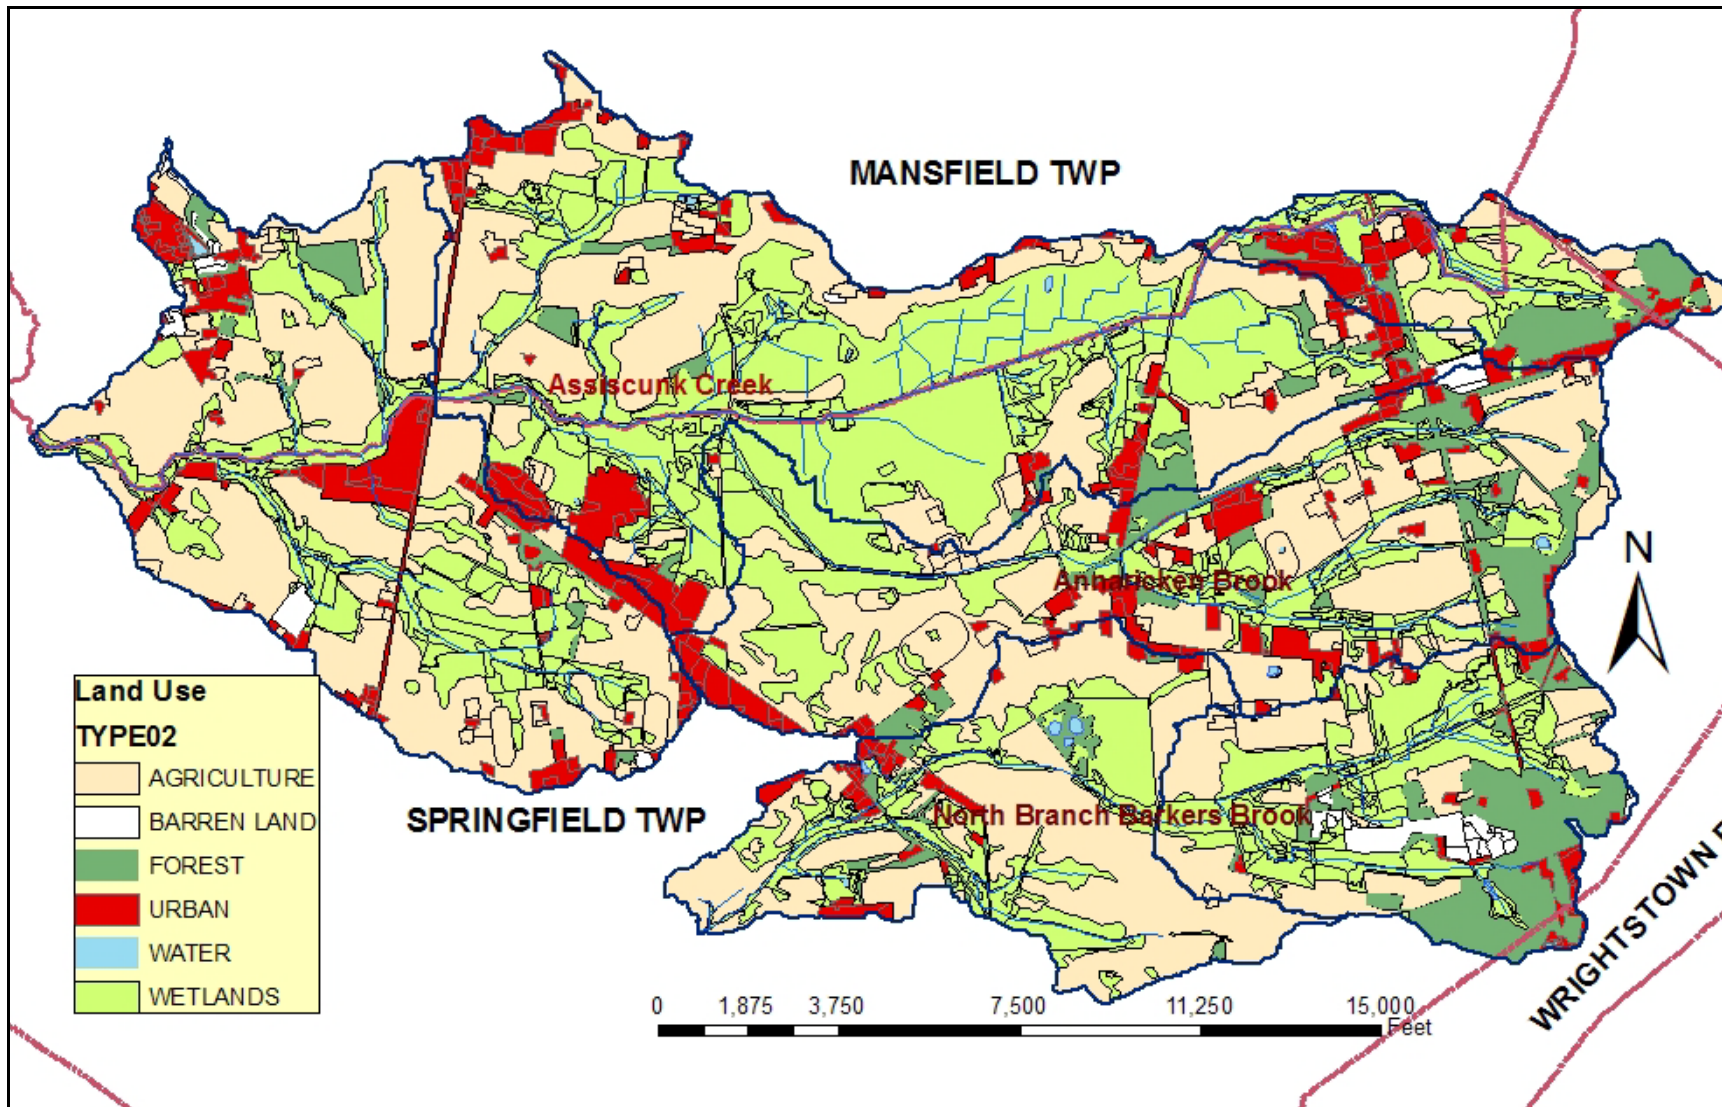 MANSFIELD TWP
Assiscunk Creek
N
Annaricken Brook
Land Use
TYPE02
AGRICULTURE
BARREN LAND
FOREST
URBAN
WATER
WETLANDS
SPRINGFIELD TWP
North Branch Barkers Brook
WRIGHTSTOWN
0 1,875 3,750 7,500 11,250 15,000
Feet